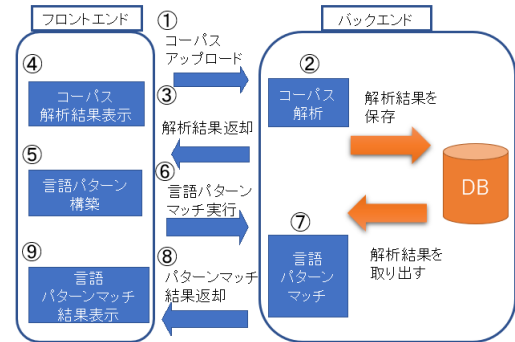 フロントエンド
バックエンド
①
コーパス
アップロード
④
コーパス
解析結果表示
②
コーパス
解析
解析結果を
保存
③
解析結果返却
DB
⑤
言語パターン
構築
⑥
言語パターン
マッチ実行
⑦
言語
パターン
マッチ
解析結果を
取り出す
⑧
パターンマッチ
結果返却
⑨
言語
パターンマッチ
結果表示